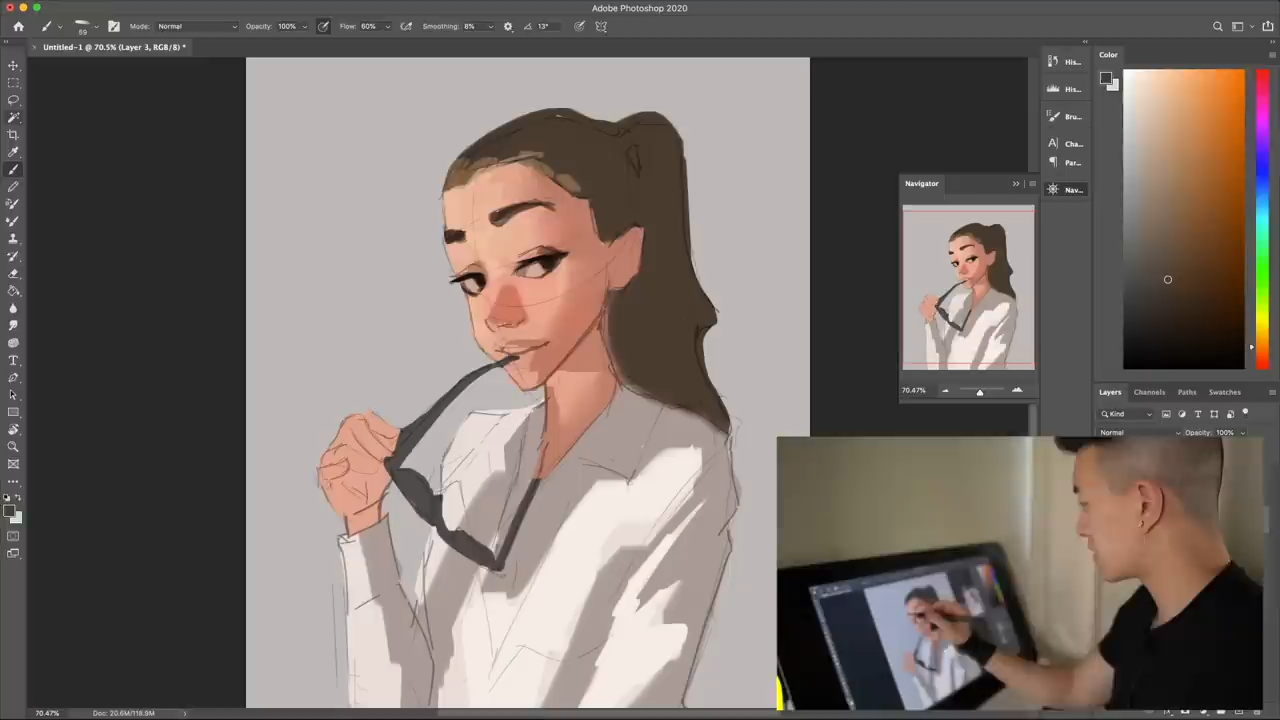 Adobe Photoshop 2020
69 Mode: Normal Opacity: 100% Flow: 60% Smoothing: 8% 13°
Untitled-1 @ 70.5% (Layer 3, RGB/8) *
His...
His...
Bru...
Cha...
Par...
Nav...
Color
Navigator
70.47%
Layers Channels Paths Swatches
Kind
Normal Opacity: 100%
70.47% Doc: 20.6M/118.9M